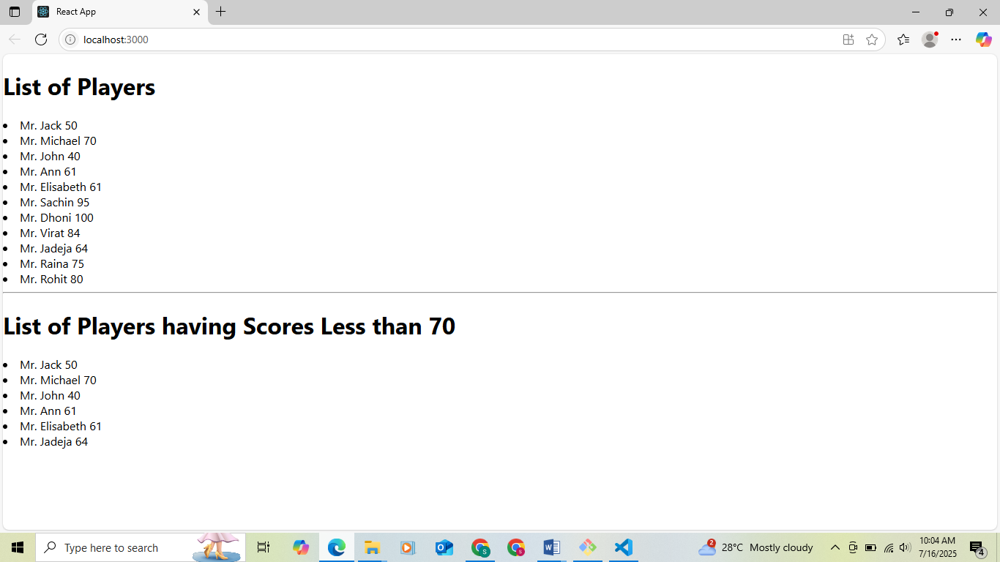 React App
localhost:3000
List of Players
Mr. Jack 50
Mr. Michael 70
Mr. John 40
Mr. Ann 61
Mr. Elisabeth 61
Mr. Sachin 95
Mr. Dhoni 100
Mr. Virat 84
Mr. Jadeja 64
Mr. Raina 75
Mr. Rohit 80
List of Players having Scores Less than 70
Mr. Jack 50
Mr. Michael 70
Mr. John 40
Mr. Ann 61
Mr. Elisabeth 61
Mr. Jadeja 64
Type here to search
S
S
W
2
28°C Mostly cloudy
10:04 AM
7/16/2025
4